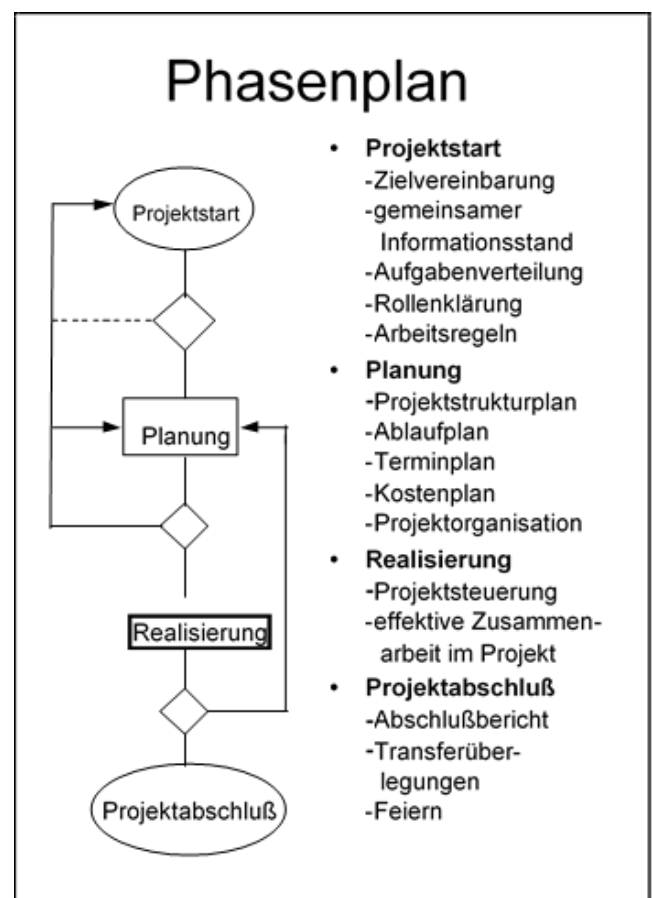 Phasenplan
Projektstart
Planung
Realisierung
Projektabschluß
• Projektstart
-Zielvereinbarung
-gemeinsamer
Informationsstand
-Aufgabenverteilung
-Rollenklärung
-Arbeitsregeln
• Planung
-Projektstrukturplan
-Ablaufplan
-Terminplan
-Kostenplan
-Projektorganisation
• Realisierung
-Projektsteuerung
-effektive Zusammen-
arbeit im Projekt
• Projektabschluß
-Abschlußbericht
-Transferüber-
legungen
-Feiern